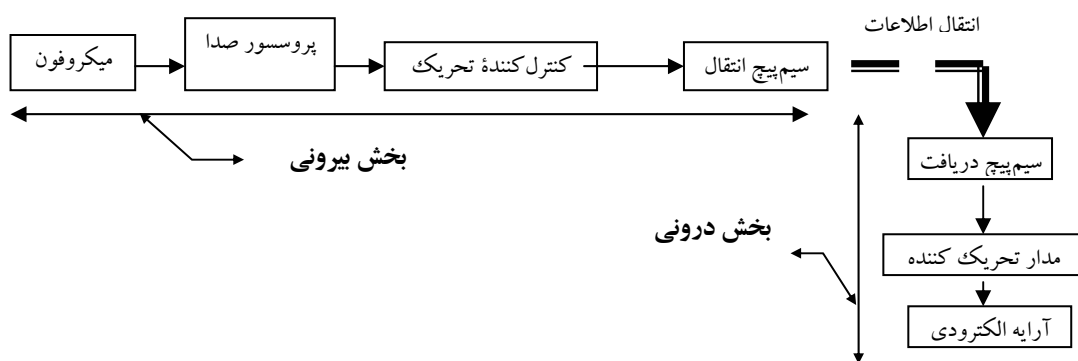 انتقال اطلاعات
میکروفون
پروسسور صدا
کنترل‌کنندهٔ تحریک
سیم‌پیچ انتقال
بخش بیرونی
سیم‌پیچ دریافت
بخش درونی
مدار تحریک کننده
آرایه الکترودی